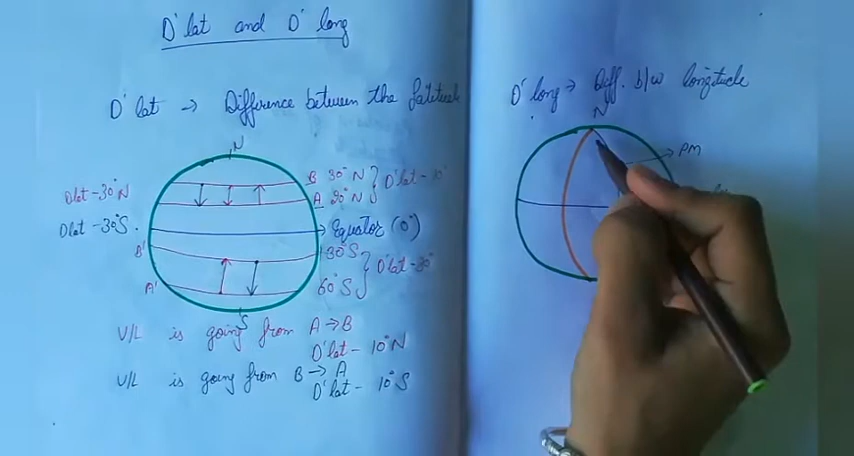 D'lat and D'long
D'lat → Difference between the latitude
N
B 30°N
A 20°N
D'lat - 10°
Dlat - 30°N
Dlat - 30°S.
Equator (0°)
B'
30°S
D'lat - 30°
A'
60°S
S
V/L is going from A → B
D'lat - 10°N
V/L is going from B → A
D'lat - 10°S
D'long → Diff. b/w longitude
N
PM